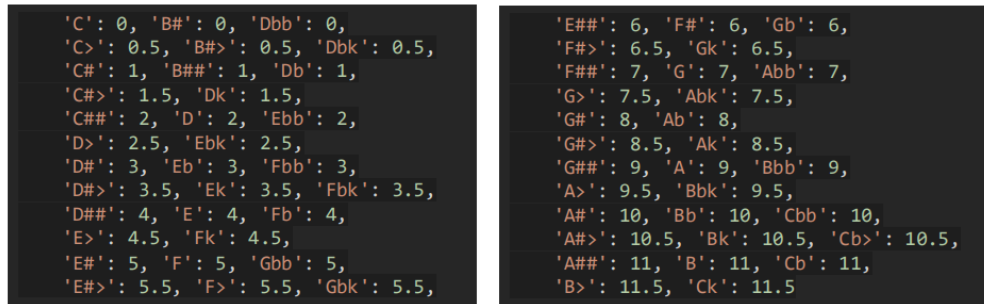 'C': 0, 'B#': 0, 'Dbb': 0,
'C>': 0.5, 'B#>': 0.5, 'Dbk': 0.5,
'C#': 1, 'B##': 1, 'Db': 1,
'C#>': 1.5, 'Dk': 1.5,
'C##': 2, 'D': 2, 'Ebb': 2,
'D>': 2.5, 'Ebk': 2.5,
'D#': 3, 'Eb': 3, 'Fbb': 3,
'D#>': 3.5, 'Ek': 3.5, 'Fbk': 3.5,
'D##': 4, 'E': 4, 'Fb': 4,
'E>': 4.5, 'Fk': 4.5,
'E#': 5, 'F': 5, 'Gbb': 5,
'E#>': 5.5, 'F>': 5.5, 'Gbk': 5.5,
'E##': 6, 'F#': 6, 'Gb': 6,
'F#>': 6.5, 'Gk': 6.5,
'F##': 7, 'G': 7, 'Abb': 7,
'G>': 7.5, 'Abk': 7.5,
'G#': 8, 'Ab': 8,
'G#>': 8.5, 'Ak': 8.5,
'G##': 9, 'A': 9, 'Bbb': 9,
'A>': 9.5, 'Bbk': 9.5,
'A#': 10, 'Bb': 10, 'Cbb': 10,
'A#>': 10.5, 'Bk': 10.5, 'Cb>': 10.5,
'A##': 11, 'B': 11, 'Cb': 11,
'B>': 11.5, 'Ck': 11.5